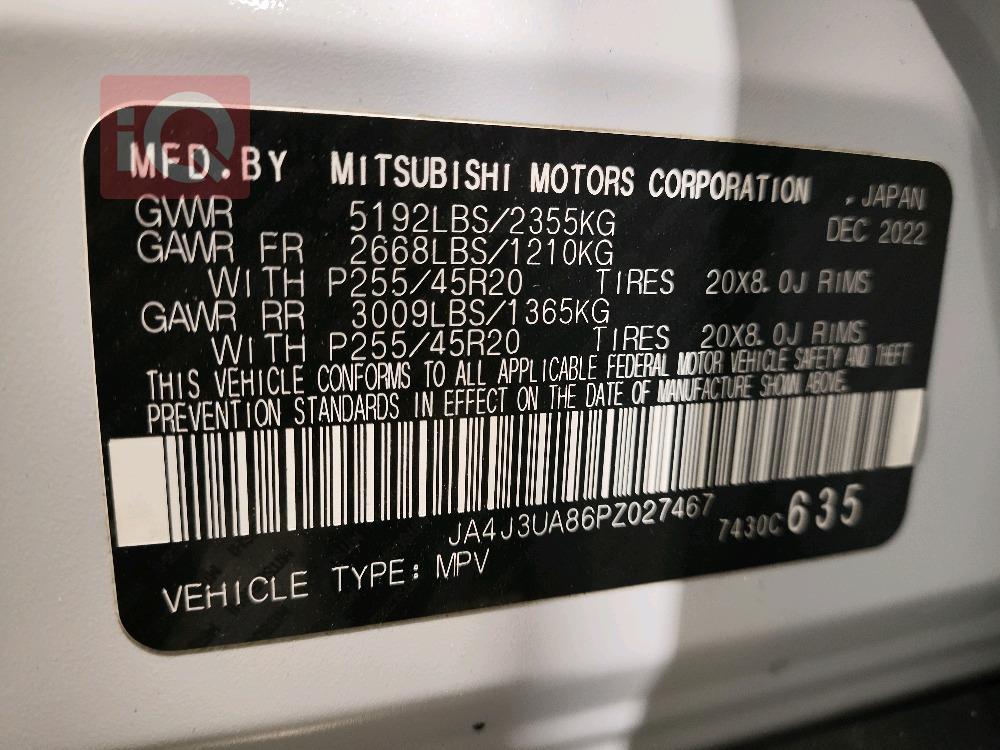 iQ
MFD.BY MITSUBISHI MOTORS CORPORATION , JAPAN
GVWR 5192LBS/2355KG DEC 2022
GAWR FR 2668LBS/1210KG
WITH P255/45R20 TIRES 20X8.0J RIMS
GAWR RR 3009LBS/1365KG
WITH P255/45R20 TIRES 20X8.0J RIMS
THIS VEHICLE CONFORMS TO ALL APPLICABLE FEDERAL MOTOR VEHICLE SAFETY AND THEFT
PREVENTION STANDARDS IN EFFECT ON THE DATE OF MANUFACTURE SHOWN ABOVE.
JA4J3UA86PZ027467 7430C 635
VEHICLE TYPE: MPV